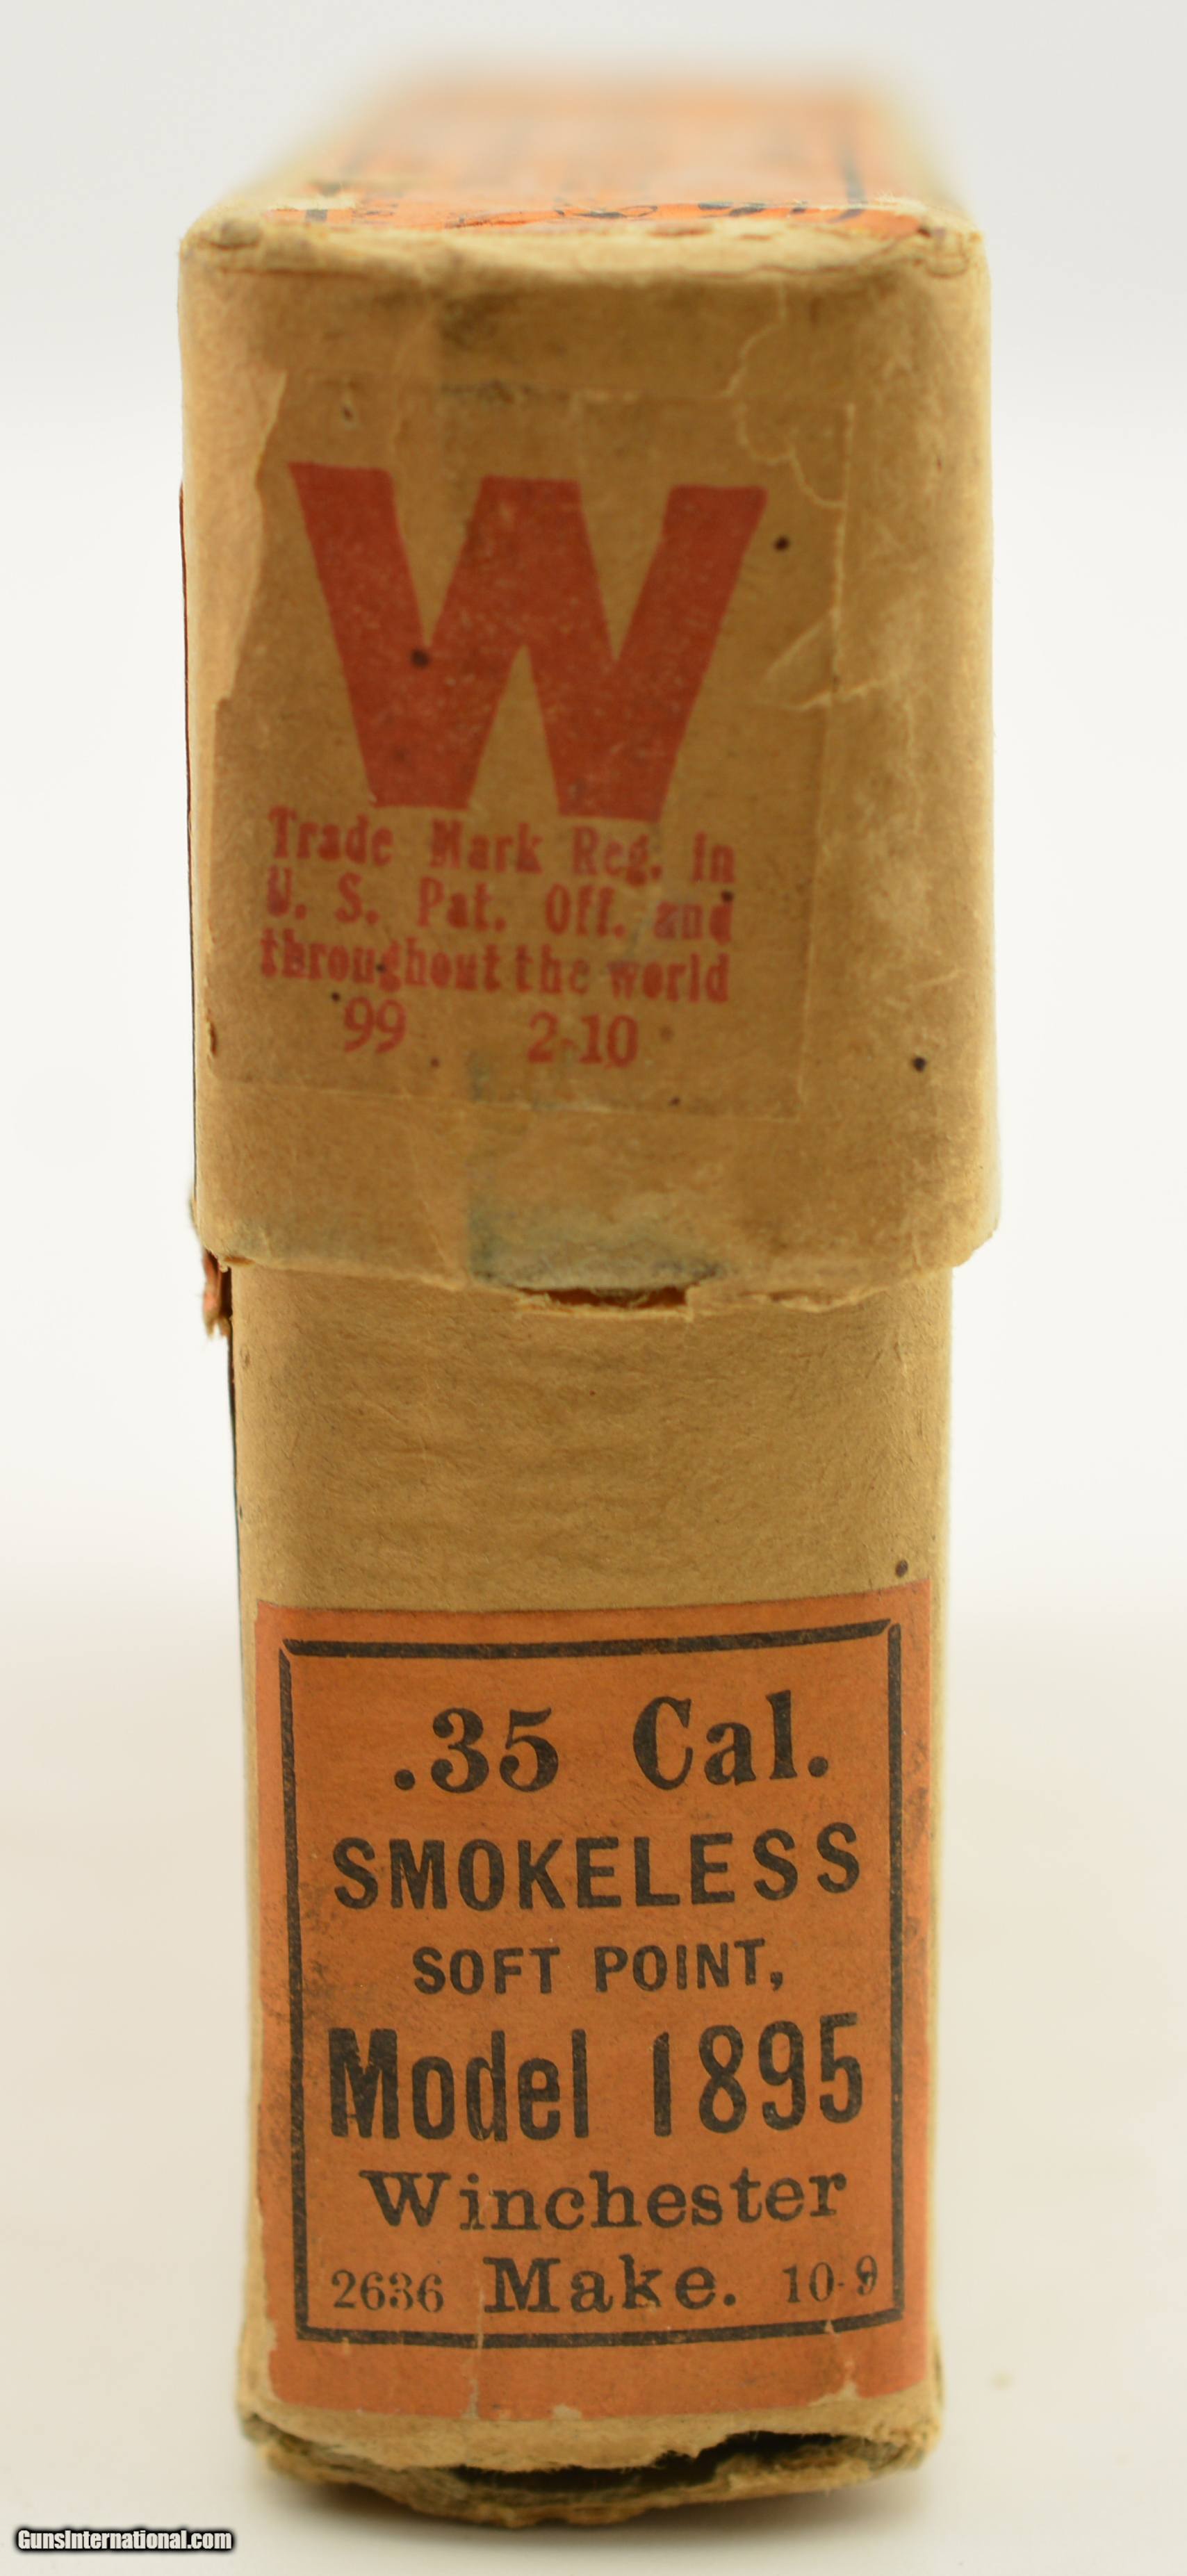 W
Trade Mark Reg. in
U. S. Pat. Off. and
throughout the world
99 2-10
.35 Cal.
SMOKELESS
SOFT POINT,
Model 1895
Winchester
2636 Make. 10-9
GunsInternational.com